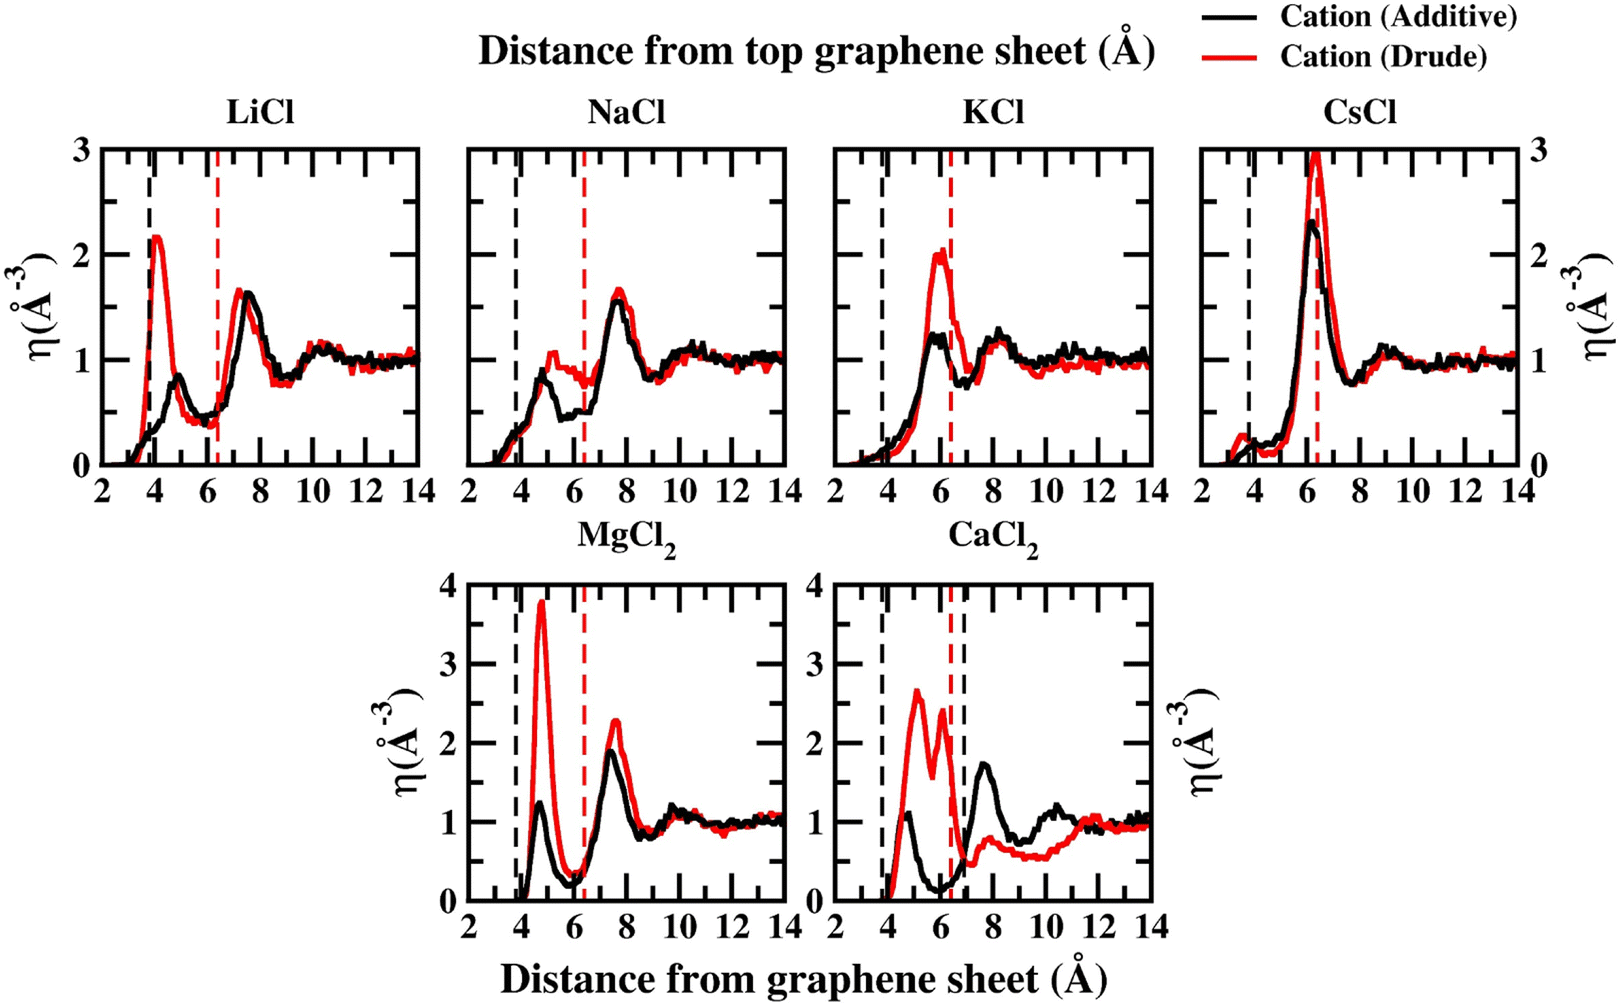 Cation (Additive)
Cation (Drude)
Distance from top graphene sheet (Å)
LiCl NaCl KCl CsCl
3 3
2 2
1 1
0 0
η(Å-3) η(Å-3)
2 4 6 8 10 12 14 2 4 6 8 10 12 14 2 4 6 8 10 12 14 2 4 6 8 10 12 14
MgCl2 CaCl2
4 4
3 3
2 2
1 1
0 0
η(Å-3) η(Å-3)
2 4 6 8 10 12 14 2 4 6 8 10 12 14
Distance from graphene sheet (Å)